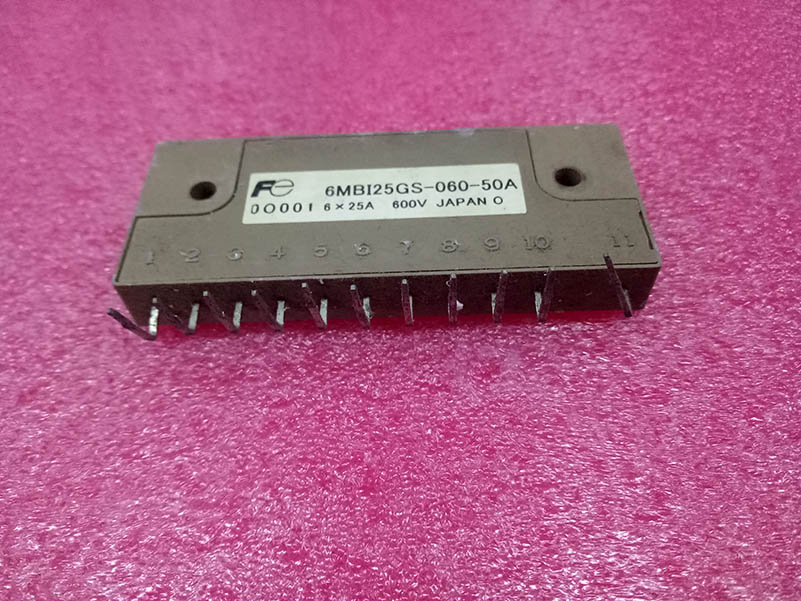 Fe 6MBI25GS-060-50A
00001 6×25A 600V JAPAN O
1 2 3 4 5 6 7 8 9 10 11